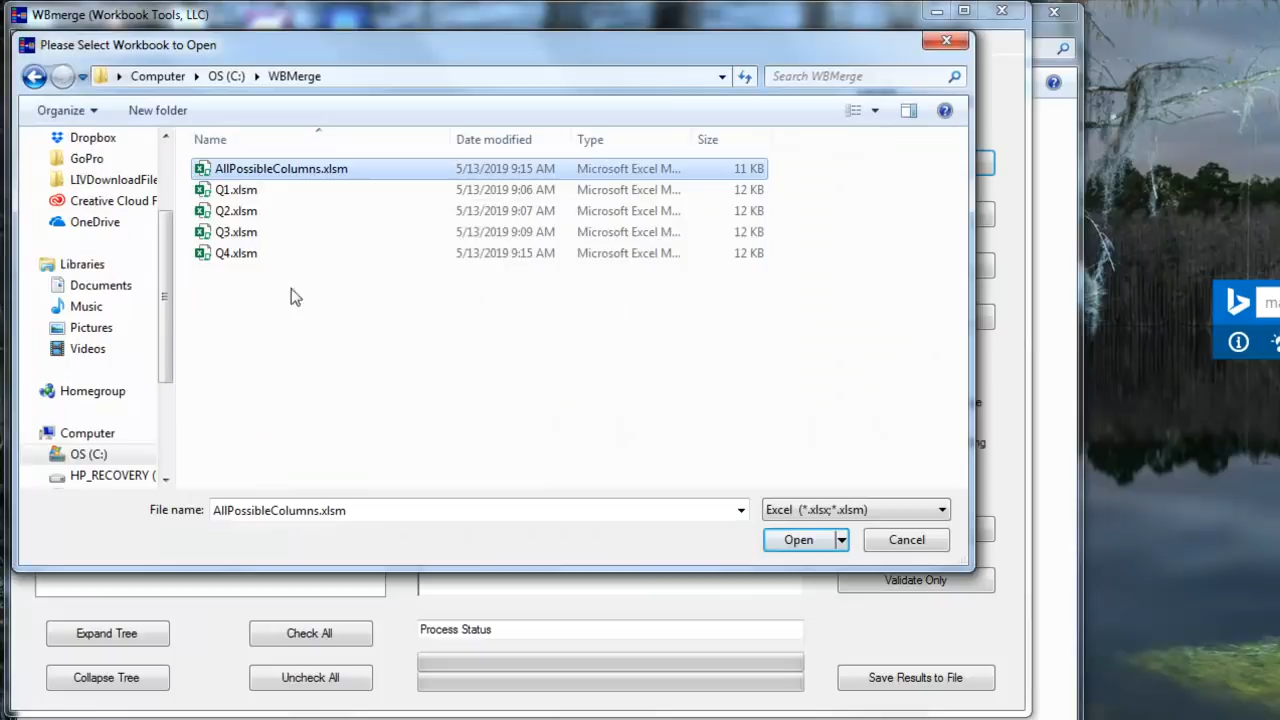 WBmerge (Workbook Tools, LLC)
Please Select Workbook to Open
Computer OS (C:) WBMerge
Search WBMerge
Organize New folder
Name Date modified Type Size
Dropbox
GoPro
LIVDownloadFile
Creative Cloud F
OneDrive
Libraries
Documents
Music
Pictures
Videos
Homegroup
Computer
OS (C:)
HP_RECOVERY (
AllPossibleColumns.xlsm 5/13/2019 9:15 AM Microsoft Excel M... 11 KB
Q1.xlsm 5/13/2019 9:06 AM Microsoft Excel M... 12 KB
Q2.xlsm 5/13/2019 9:07 AM Microsoft Excel M... 12 KB
Q3.xlsm 5/13/2019 9:09 AM Microsoft Excel M... 12 KB
Q4.xlsm 5/13/2019 9:15 AM Microsoft Excel M... 12 KB
File name: AllPossibleColumns.xlsm Excel (*.xlsx;*.xlsm)
Open Cancel
Validate Only
Expand Tree Check All Process Status
Collapse Tree Uncheck All Save Results to File